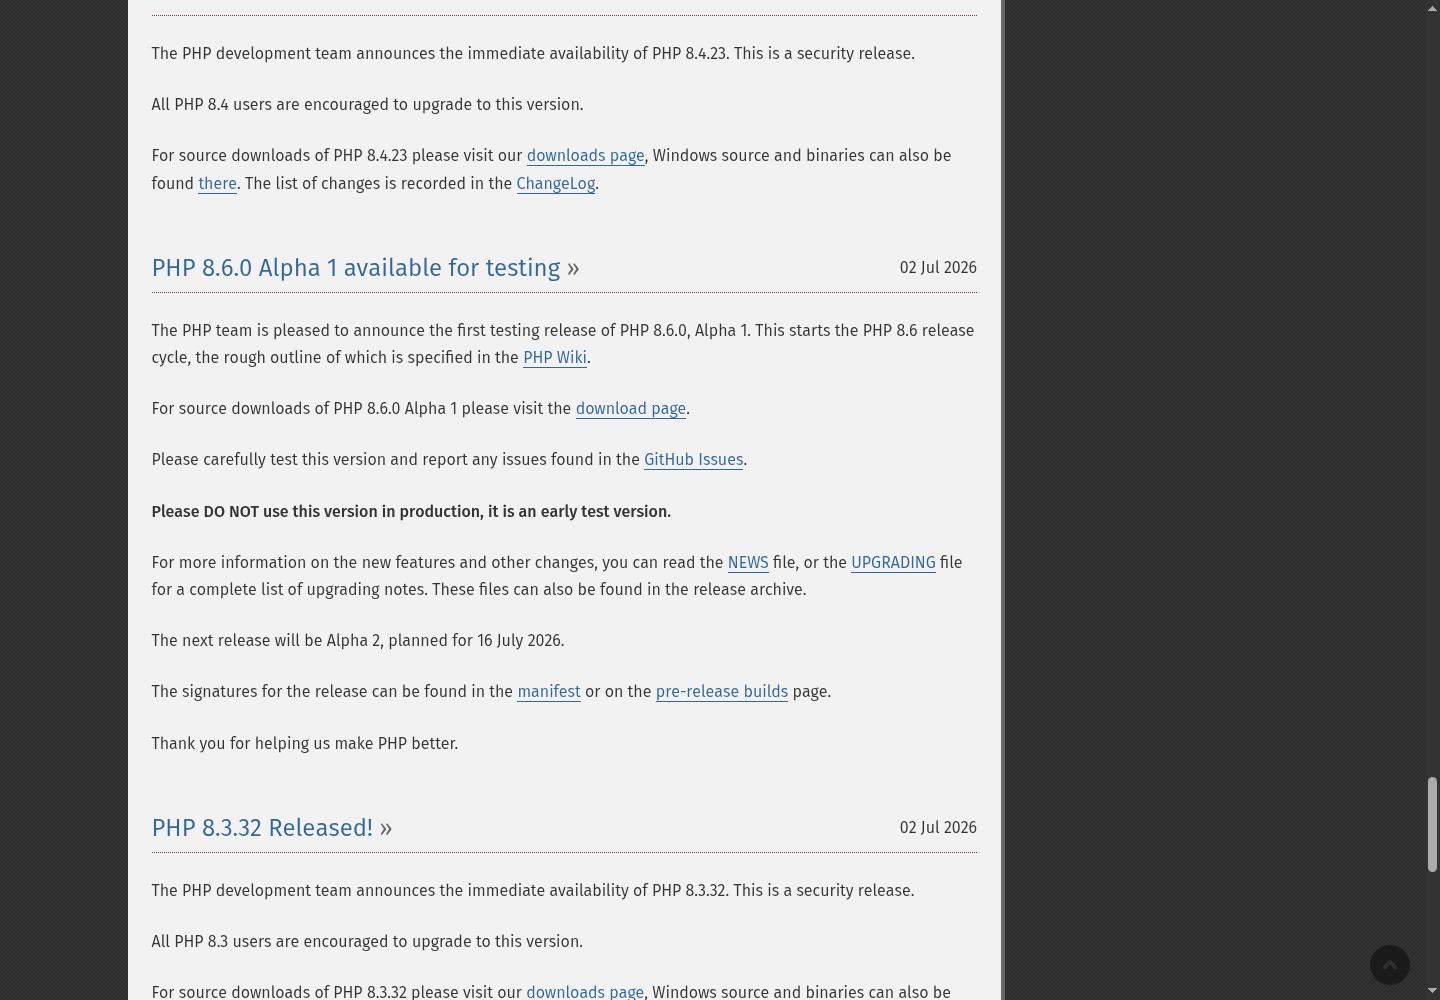 The PHP development team announces the immediate availability of PHP 8.4.23. This is a security release.
All PHP 8.4 users are encouraged to upgrade to this version.
For source downloads of PHP 8.4.23 please visit our downloads page, Windows source and binaries can also be
found there. The list of changes is recorded in the ChangeLog.
PHP 8.6.0 Alpha 1 available for testing »
02 Jul 2026
The PHP team is pleased to announce the first testing release of PHP 8.6.0, Alpha 1. This starts the PHP 8.6 release
cycle, the rough outline of which is specified in the PHP Wiki.
For source downloads of PHP 8.6.0 Alpha 1 please visit the download page.
Please carefully test this version and report any issues found in the GitHub Issues.
Please DO NOT use this version in production, it is an early test version.
For more information on the new features and other changes, you can read the NEWS file, or the UPGRADING file
for a complete list of upgrading notes. These files can also be found in the release archive.
The next release will be Alpha 2, planned for 16 July 2026.
The signatures for the release can be found in the manifest or on the pre-release builds page.
Thank you for helping us make PHP better.
PHP 8.3.32 Released! »
02 Jul 2026
The PHP development team announces the immediate availability of PHP 8.3.32. This is a security release.
All PHP 8.3 users are encouraged to upgrade to this version.
For source downloads of PHP 8.3.32 please visit our downloads page, Windows source and binaries can also be